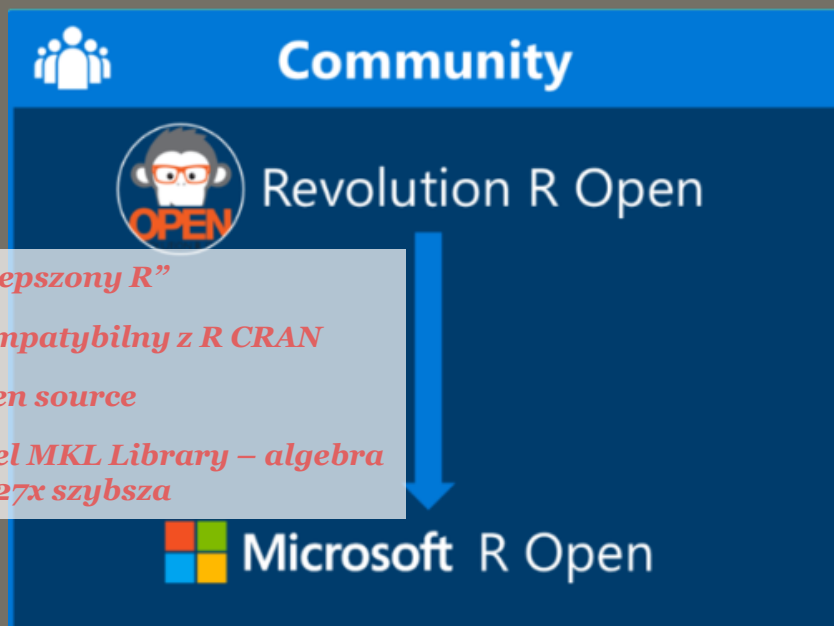 Community
OPEN
Revolution R Open
epszony R”
mpatybilny z R CRAN
en source
el MKL Library – algebra
27x szybsza
Microsoft R Open